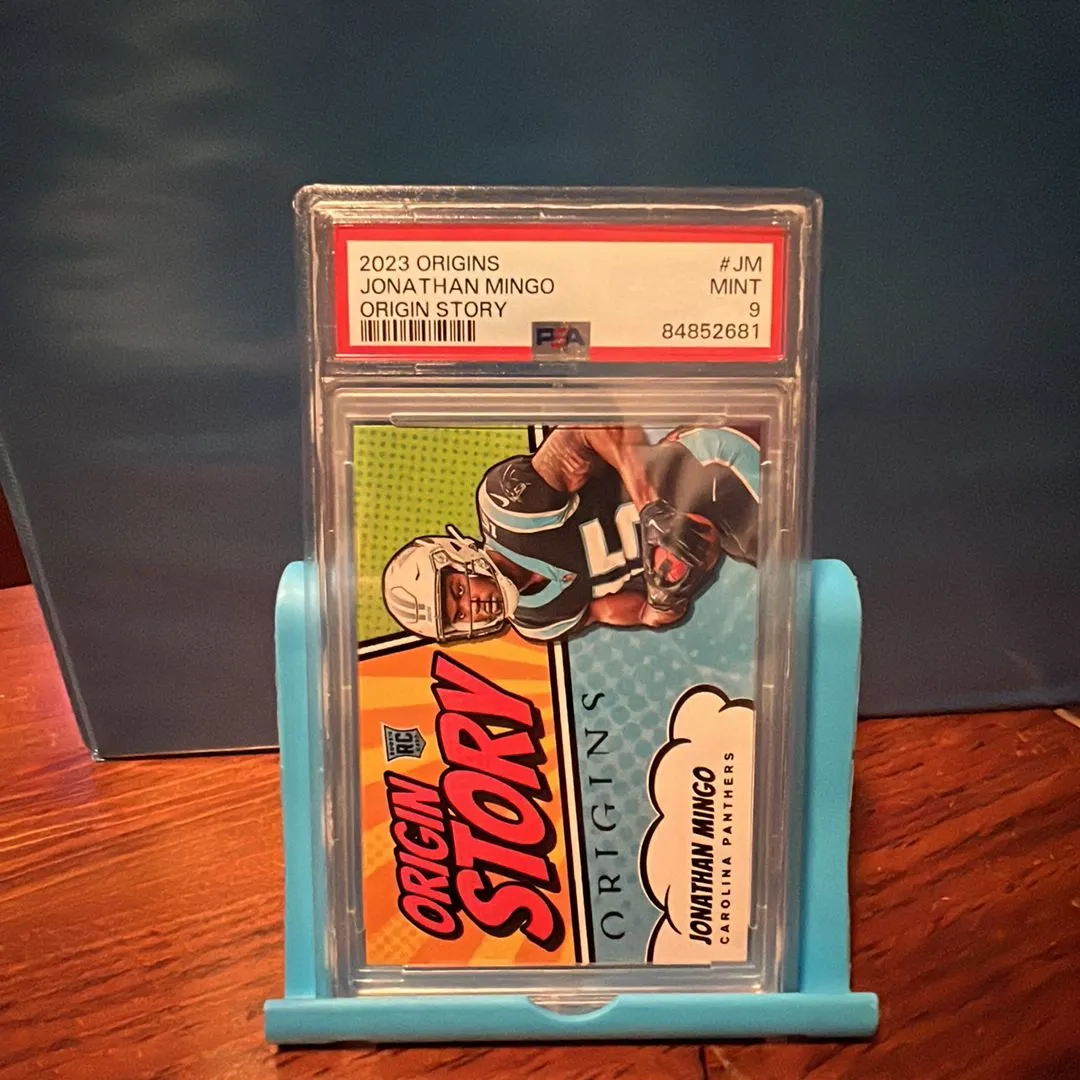 2023 ORIGINS #JM
JONATHAN MINGO MINT
ORIGIN STORY 9
PSA 84852681
15
RC
ORIGIN
STORY
ORIGINS
JONATHAN MINGO
CAROLINA PANTHERS